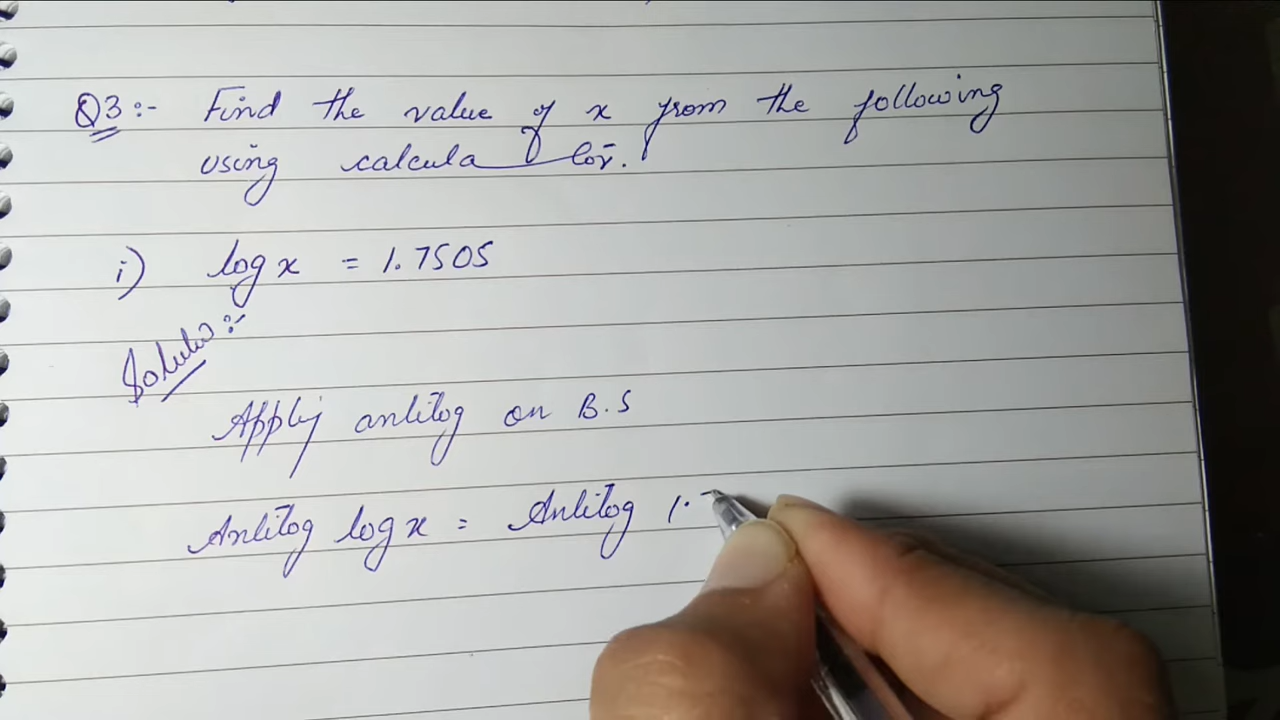 Q3:- Find the value of x from the following
using calculator.
i) log x = 1.7505
Solution:-
Apply antilog on B.S
Antilog log x = Antilog 1.7